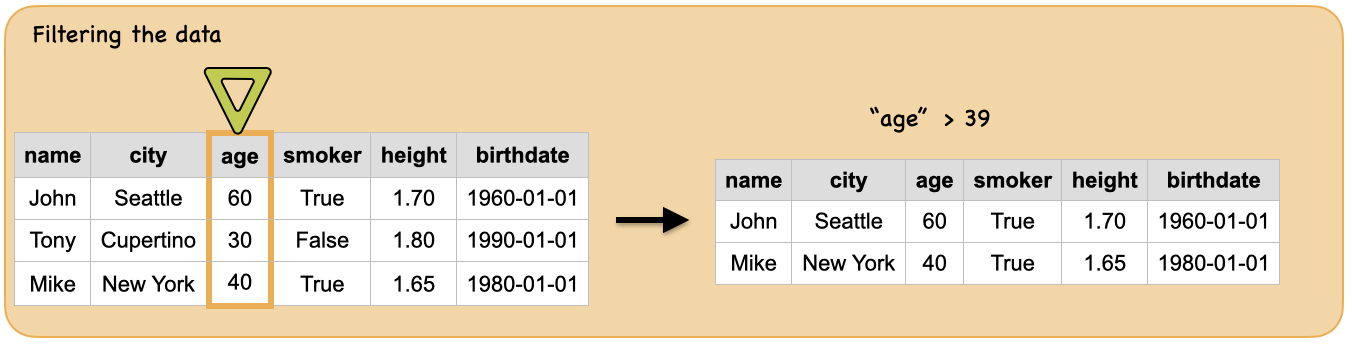 Filtering the data
name city age smoker height birthdate
John Seattle 60 True 1.70 1960-01-01
Tony Cupertino 30 False 1.80 1990-01-01
Mike New York 40 True 1.65 1980-01-01
“age” > 39
name city age smoker height birthdate
John Seattle 60 True 1.70 1960-01-01
Mike New York 40 True 1.65 1980-01-01